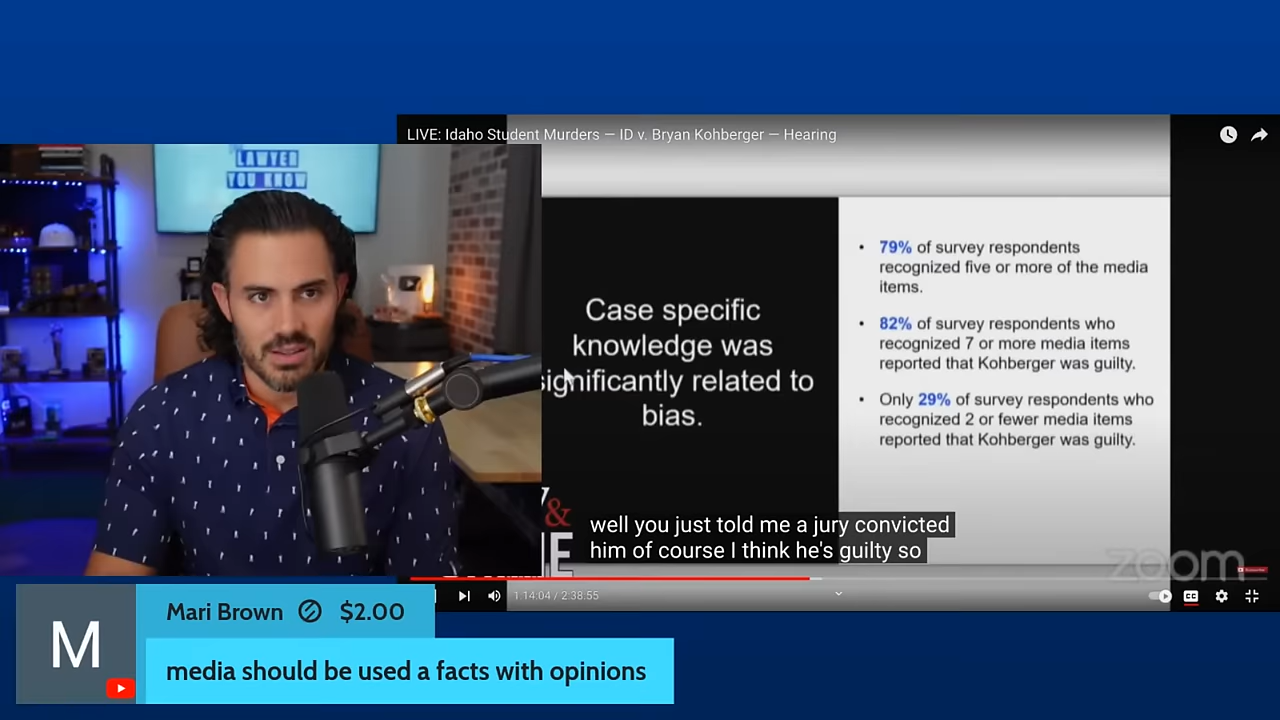 LIVE: Idaho Student Murders — ID v. Bryan Kohberger — Hearing
LAWYER
YOU KNOW
Case specific
knowledge was
significantly related to
bias.
• 79% of survey respondents
recognized five or more of the media
items.
• 82% of survey respondents who
recognized 7 or more media items
reported that Kohberger was guilty.
• Only 29% of survey respondents who
recognized 2 or fewer media items
reported that Kohberger was guilty.
&
well you just told me a jury convicted
him of course I think he's guilty so
zoom
1:14:04 / 2:38:55
CC
M
Mari Brown $2.00
media should be used a facts with opinions